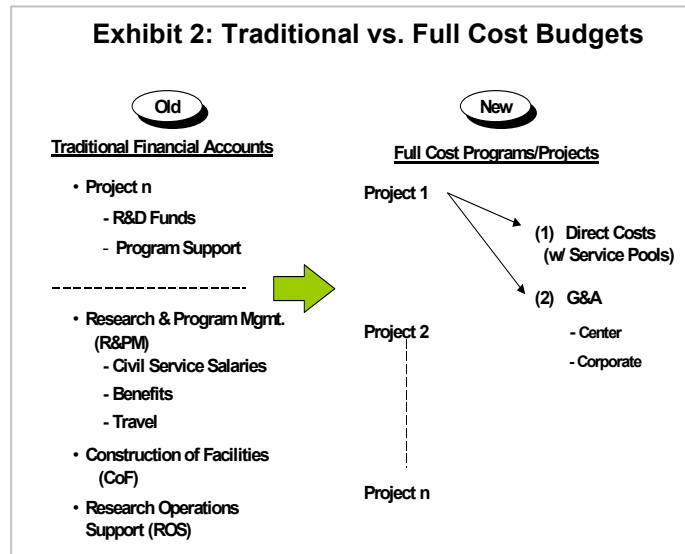 Exhibit 2: Traditional vs. Full Cost Budgets
Old
Traditional Financial Accounts
• Project n
- R&D Funds
- Program Support
• Research & Program Mgmt.
(R&PM)
- Civil Service Salaries
- Benefits
- Travel
• Construction of Facilities
(CoF)
• Research Operations
Support (ROS)
New
Full Cost Programs/Projects
Project 1
(1) Direct Costs
(w/ Service Pools)
(2) G&A
- Center
- Corporate
Project 2
Project n